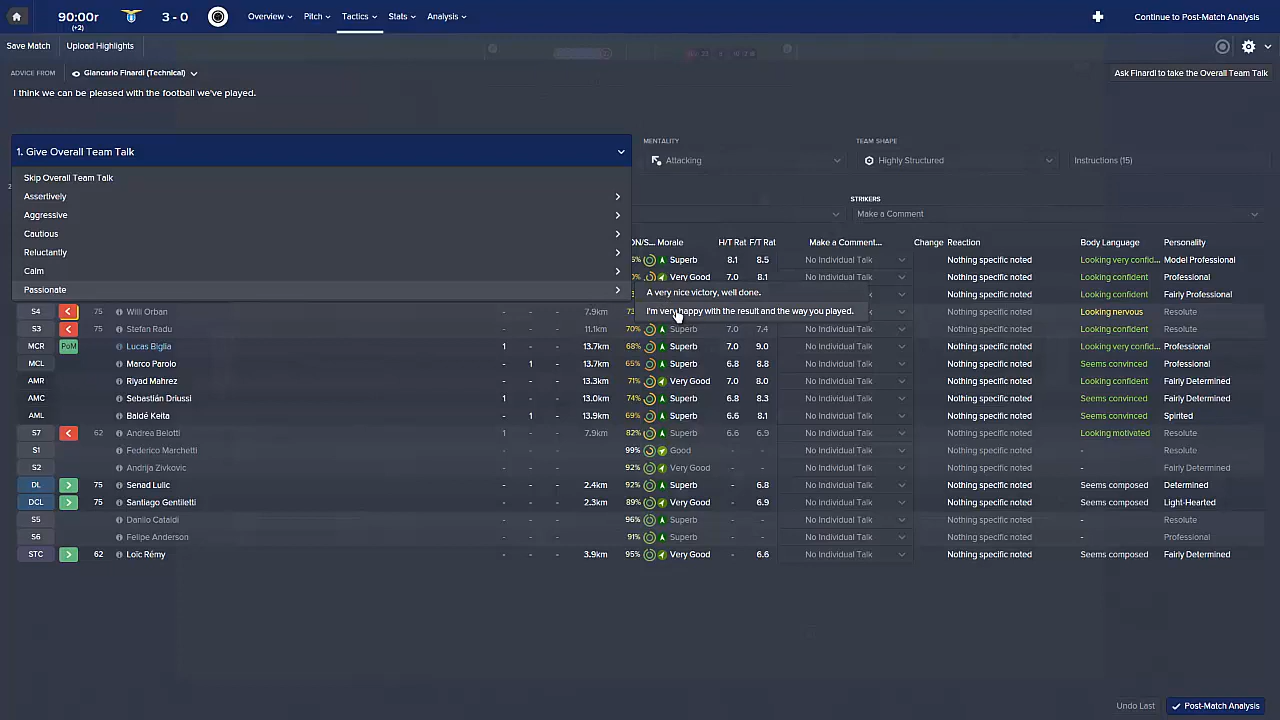 90:00r 3 - 0 Overview Pitch Tactics Stats Analysis Continue to Post-Match Analysis
(+2)
Save Match Upload Highlights
ADVICE FROM Giancario Finardi (Technical) Ask Finardi to take the Overall Team Talk
I think we can be pleased with the football we've played.
1. Give Overall Team Talk
MENTALITY TEAM SHAPE
Attacking Highly Structured Instructions (15)
Skip Overall Team Talk
Assertively
Aggressive
Cautious
Reluctantly
Calm
Passionate
STRIKERS
Make a Comment
Morale H/T Rat F/T Rat Make a Comment... Change Reaction Body Language Personality
Superb 8.1 8.5 No Individual Talk Nothing specific noted Looking very confid... Model Professional
Very Good 7.0 8.1 No Individual Talk Nothing specific noted Looking confident Professional
A very nice victory, well done. Nothing specific noted Looking confident Fairly Professional
I'm very happy with the result and the way you played.
S4 75 Willi Orban 7.9km Nothing specific noted Looking nervous Resolute
S3 75 Stefan Radu 11.1km 70% Superb 7.0 7.4 No Individual Talk Nothing specific noted Looking confident Resolute
MCR PoM Lucas Biglia 1 - - 13.7km 68% Superb 7.0 9.0 No Individual Talk Nothing specific noted Looking very confid... Professional
MCL Marco Parolo - 1 - 13.7km 65% Superb 6.8 8.8 No Individual Talk Nothing specific noted Seems convinced Professional
AMR Riyad Mahrez - - - 13.3km 71% Very Good 7.0 8.0 No Individual Talk Nothing specific noted Looking confident Fairly Determined
AMC Sebastián Driussi 1 - - 13.0km 74% Superb 6.8 8.3 No Individual Talk Nothing specific noted Seems convinced Fairly Determined
AML Baldé Keita - 1 - 13.9km 69% Superb 6.6 8.1 No Individual Talk Nothing specific noted Seems convinced Spirited
S7 62 Andrea Belotti 1 - - 7.9km 82% Superb 6.6 6.9 No Individual Talk Nothing specific noted Looking motivated Resolute
S1 Federico Marchetti - - - 99% Good - - No Individual Talk Nothing specific noted - Resolute
S2 Andrija Zivkovic - - - 92% Very Good - - No Individual Talk Nothing specific noted - Fairly Determined
DL 75 Senad Lulic - - - 2.4km 92% Superb - 6.8 No Individual Talk Nothing specific noted Seems composed Determined
DCL 75 Santiago Gentiletti - - - 2.3km 89% Very Good - 6.9 No Individual Talk Nothing specific noted Seems composed Light-Hearted
S5 Danilo Cataldi - - - 96% Superb - - No Individual Talk Nothing specific noted - Resolute
S6 Felipe Anderson - - - 91% Superb - - No Individual Talk Nothing specific noted - Professional
STC 62 Loïc Rémy - - - 3.9km 95% Very Good - 6.6 No Individual Talk Nothing specific noted Seems composed Fairly Determined
Undo Last Post-Match Analysis